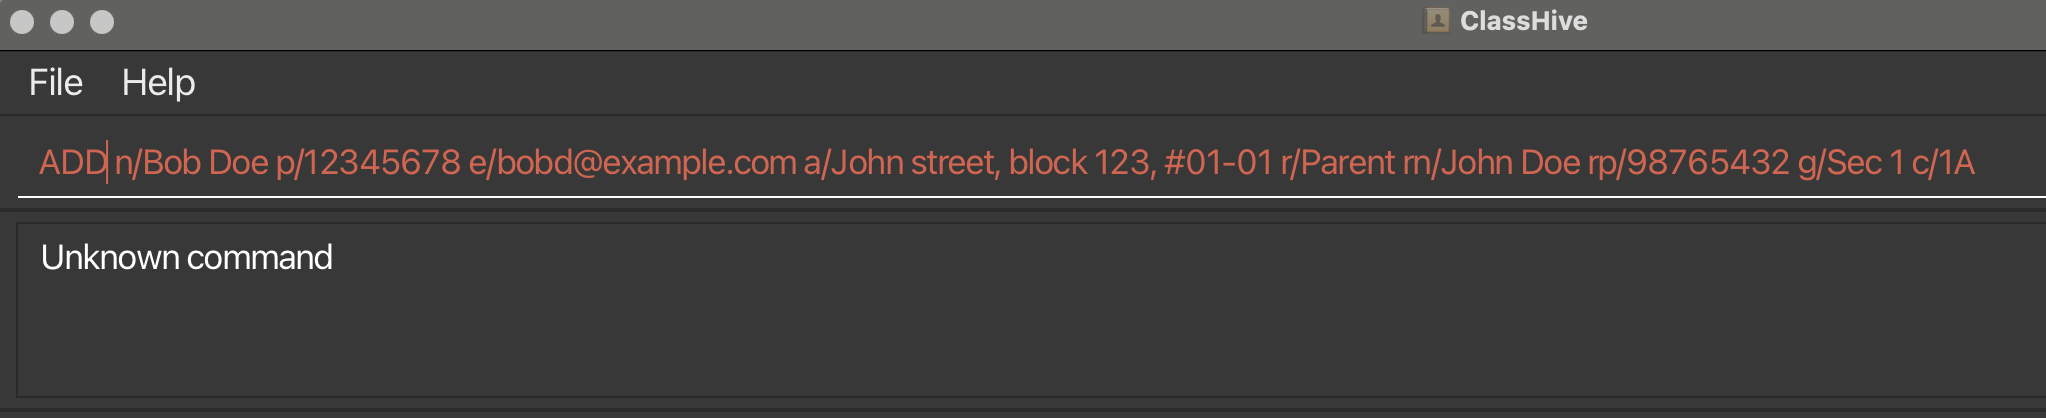 ClassHive
File Help
ADD n/Bob Doe p/12345678 e/bobd@example.com a/John street, block 123, #01-01 r/Parent rn/John Doe rp/98765432 g/Sec 1 c/1A
Unknown command